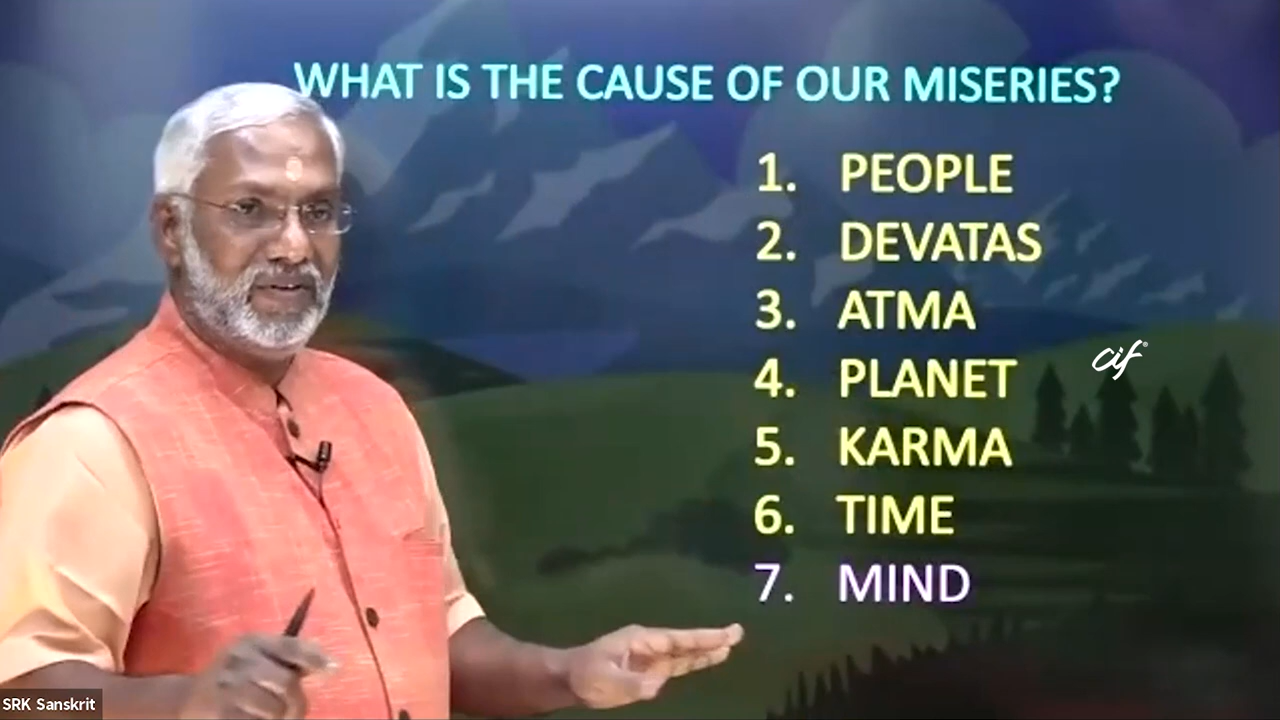 WHAT IS THE CAUSE OF OUR MISERIES?
1. PEOPLE
2. DEVATAS
3. ATMA
4. PLANET
cif®
5. KARMA
6. TIME
7. MIND
SRK Sanskrit